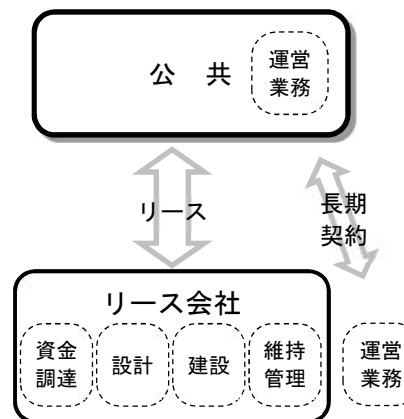 公 共
運営
業務
リース
長期
契約
リース会社
資金
調達
設計
建設
維持
管理
運営
業務